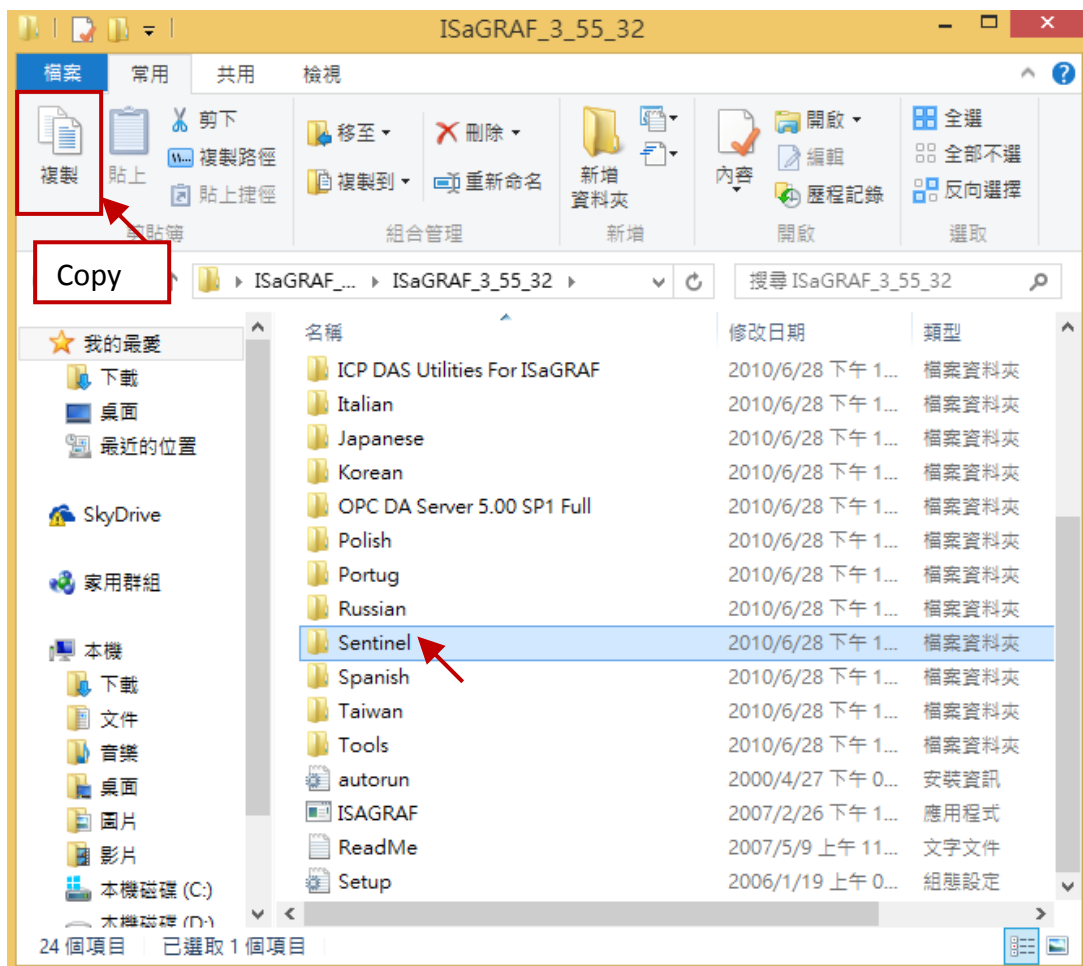 ISaGRAF_3_55_32
檔案 常用 共用 檢視
複製
貼上
剪下
複製路徑
貼上捷徑
剪貼簿
移至
複製到
刪除
重新命名
組合管理
新增
資料夾
新增
內容
開啟
編輯
歷程記錄
開啟
全選
全部不選
反向選擇
選取
Copy
ISaGRAF_... ISaGRAF_3_55_32
搜尋 ISaGRAF_3_55_32
我的最愛
下載
桌面
最近的位置
SkyDrive
家用群組
本機
下載
文件
音樂
桌面
圖片
影片
本機磁碟 (C:)
本機磁碟 (D:)
名稱 修改日期 類型
ICP DAS Utilities For ISaGRAF 2010/6/28 下午 1... 檔案資料夾
Italian 2010/6/28 下午 1... 檔案資料夾
Japanese 2010/6/28 下午 1... 檔案資料夾
Korean 2010/6/28 下午 1... 檔案資料夾
OPC DA Server 5.00 SP1 Full 2010/6/28 下午 1... 檔案資料夾
Polish 2010/6/28 下午 1... 檔案資料夾
Portug 2010/6/28 下午 1... 檔案資料夾
Russian 2010/6/28 下午 1... 檔案資料夾
Sentinel 2010/6/28 下午 1... 檔案資料夾
Spanish 2010/6/28 下午 1... 檔案資料夾
Taiwan 2010/6/28 下午 1... 檔案資料夾
Tools 2010/6/28 下午 1... 檔案資料夾
autorun 2000/4/27 下午 0... 安裝資訊
ISAGRAF 2007/2/26 下午 1... 應用程式
ReadMe 2007/5/9 上午 11... 文字文件
Setup 2006/1/19 上午 0... 組態設定
24 個項目 已選取 1 個項目